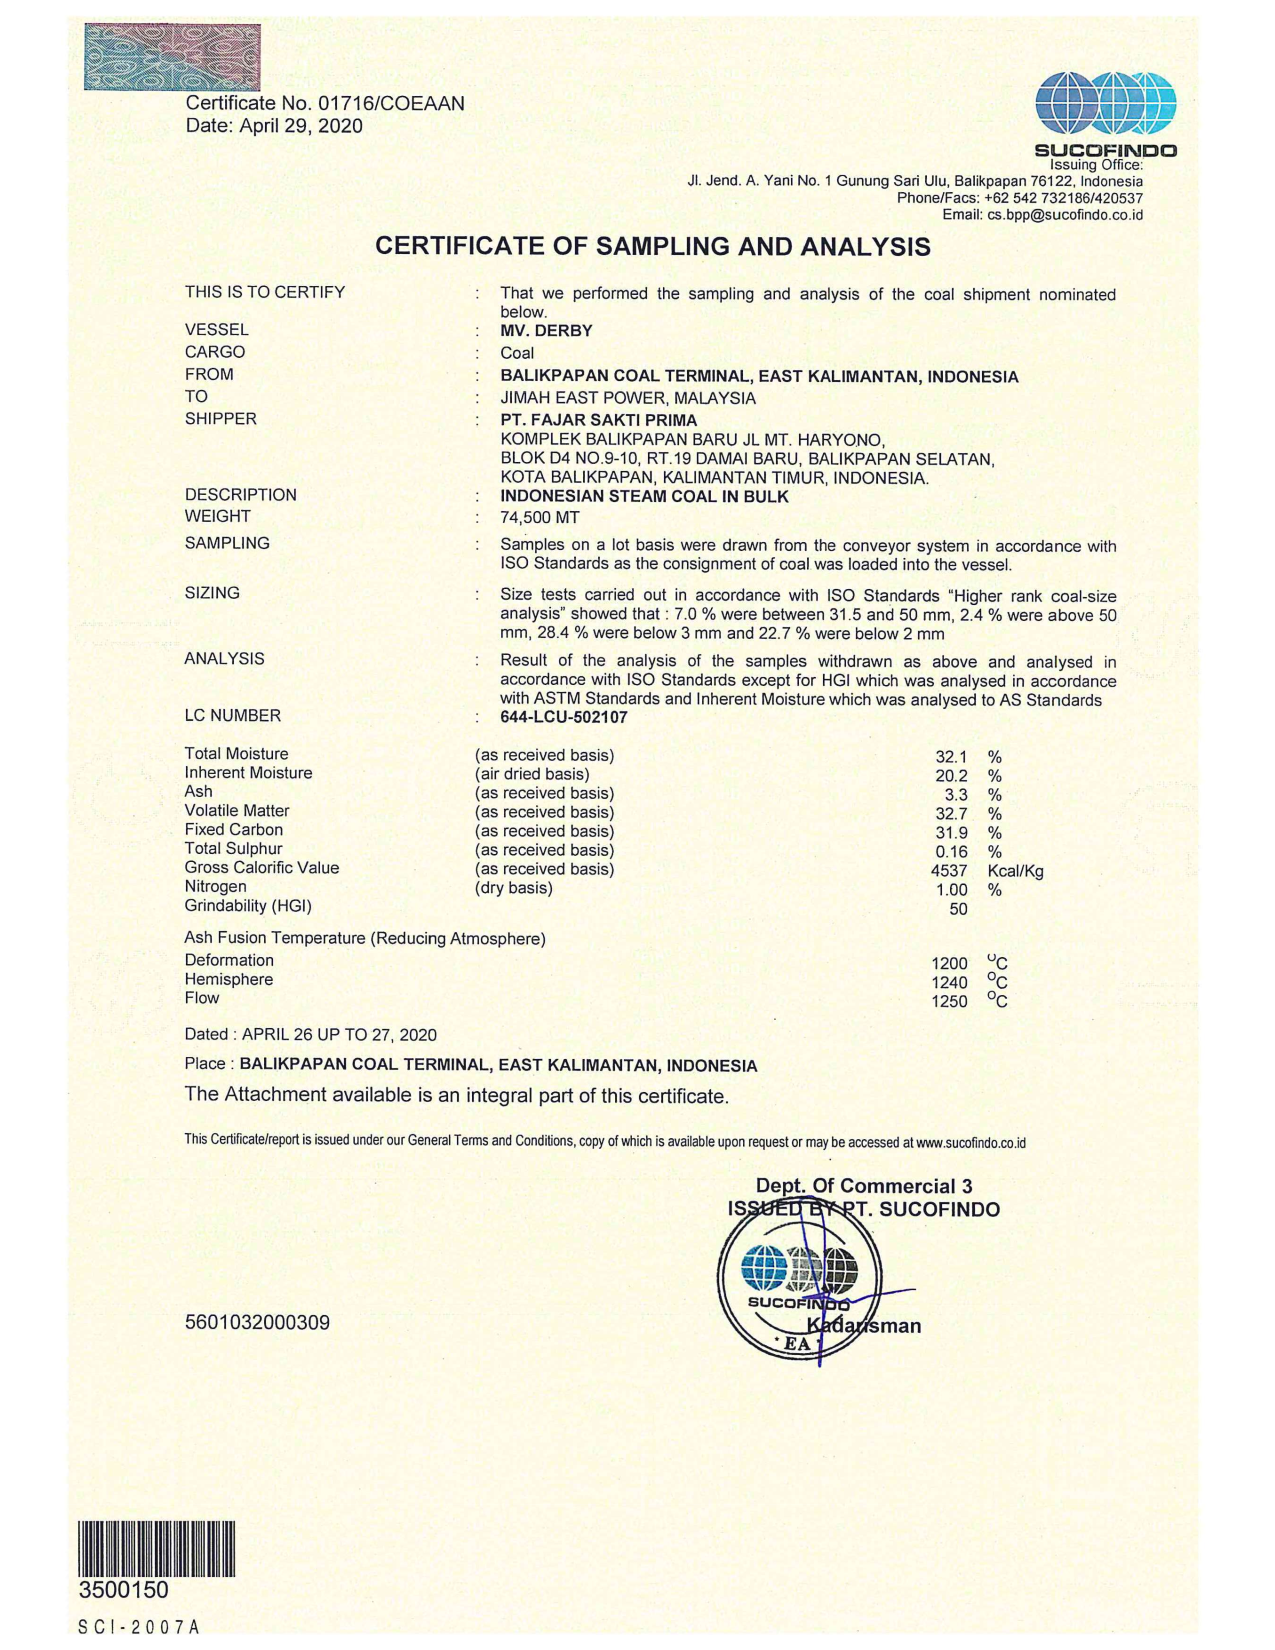 Certificate No. 01716/COEAAN
Date: April 29, 2020
SUCOFINDO
Issuing Office:
Jl. Jend. A. Yani No. 1 Gunung Sari Ulu, Balikpapan 76122, Indonesia
Phone/Facs: +62 542 732186/420537
Email: cs.bpp@sucofindo.co.id
CERTIFICATE OF SAMPLING AND ANALYSIS
THIS IS TO CERTIFY : That we performed the sampling and analysis of the coal shipment nominated
below.
VESSEL : MV. DERBY
CARGO : Coal
FROM : BALIKPAPAN COAL TERMINAL, EAST KALIMANTAN, INDONESIA
TO : JIMAH EAST POWER, MALAYSIA
SHIPPER : PT. FAJAR SAKTI PRIMA
KOMPLEK BALIKPAPAN BARU JL MT. HARYONO,
BLOK D4 NO.9-10, RT.19 DAMAI BARU, BALIKPAPAN SELATAN,
KOTA BALIKPAPAN, KALIMANTAN TIMUR, INDONESIA.
DESCRIPTION : INDONESIAN STEAM COAL IN BULK
WEIGHT : 74,500 MT
SAMPLING : Samples on a lot basis were drawn from the conveyor system in accordance with
ISO Standards as the consignment of coal was loaded into the vessel.
SIZING : Size tests carried out in accordance with ISO Standards "Higher rank coal-size
analysis" showed that : 7.0 % were between 31.5 and 50 mm, 2.4 % were above 50
mm, 28.4 % were below 3 mm and 22.7 % were below 2 mm
ANALYSIS : Result of the analysis of the samples withdrawn as above and analysed in
accordance with ISO Standards except for HGI which was analysed in accordance
with ASTM Standards and Inherent Moisture which was analysed to AS Standards
LC NUMBER : 644-LCU-502107
Total Moisture (as received basis) 32.1 %
Inherent Moisture (air dried basis) 20.2 %
Ash (as received basis) 3.3 %
Volatile Matter (as received basis) 32.7 %
Fixed Carbon (as received basis) 31.9 %
Total Sulphur (as received basis) 0.16 %
Gross Calorific Value (as received basis) 4537 Kcal/Kg
Nitrogen (dry basis) 1.00 %
Grindability (HGI) 50
Ash Fusion Temperature (Reducing Atmosphere)
Deformation 1200 °C
Hemisphere 1240 °C
Flow 1250 °C
Dated : APRIL 26 UP TO 27, 2020
Place : BALIKPAPAN COAL TERMINAL, EAST KALIMANTAN, INDONESIA
The Attachment available is an integral part of this certificate.
This Certificate/report is issued under our General Terms and Conditions, copy of which is available upon request or may be accessed at www.sucofindo.co.id
Dept. Of Commercial 3
ISSUED BY PT. SUCOFINDO
SUCOFINDO
5601032000309
Kadarisman
* EA *
3500150
SCI-2007A